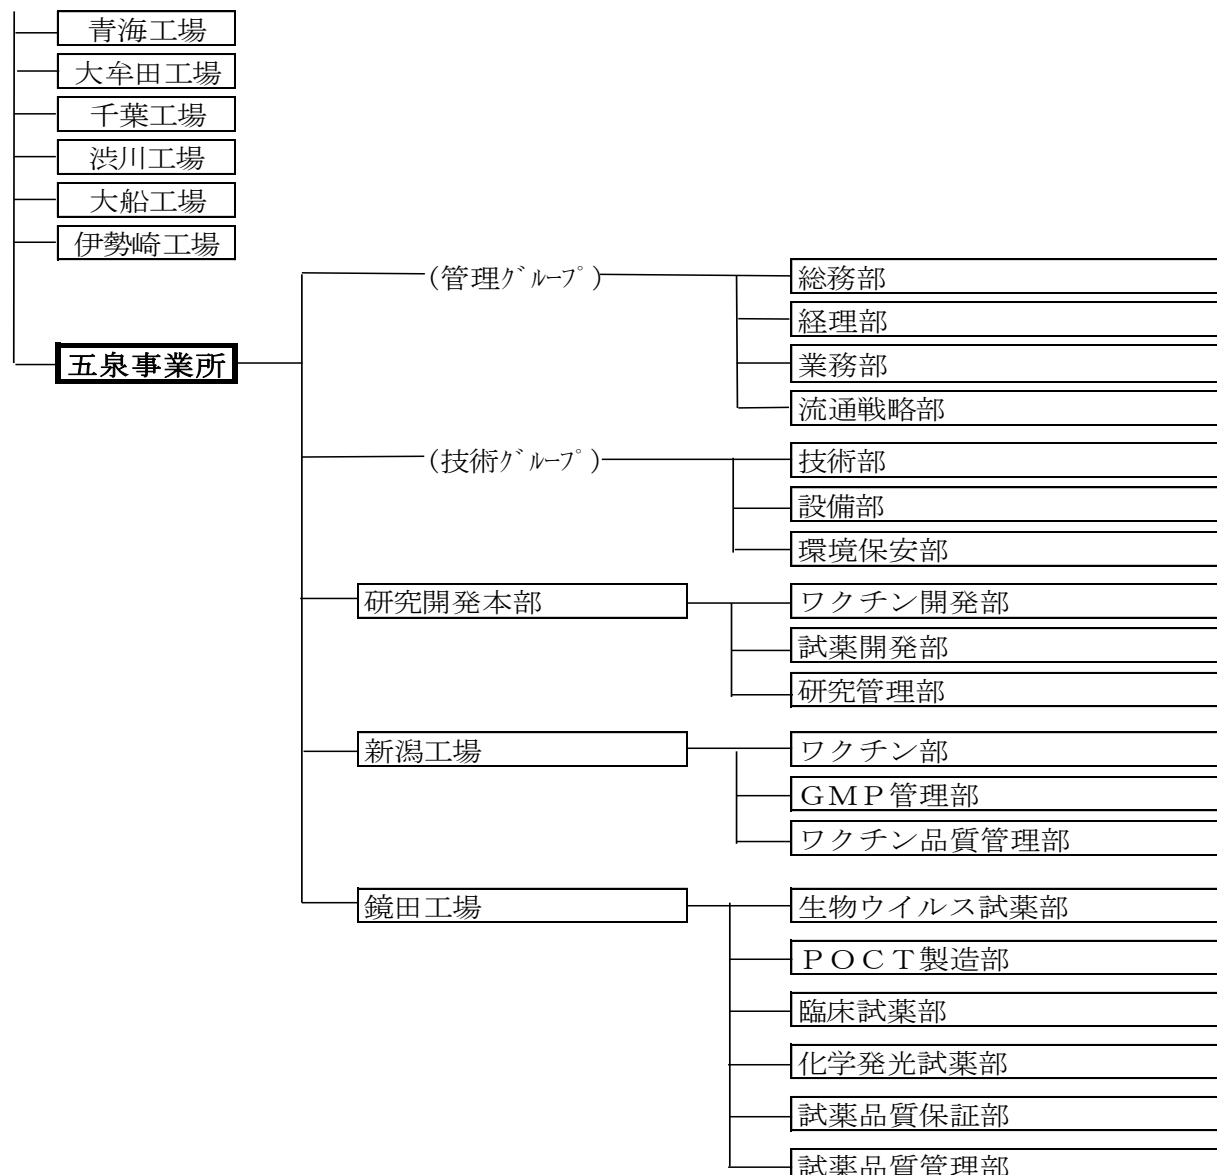 青海工場
大牟田工場
千葉工場
渋川工場
大船工場
伊勢崎工場
(管理ｸﾞﾙｰﾌﾟ)
総務部
経理部
五泉事業所
業務部
流通戦略部
(技術ｸﾞﾙｰﾌﾟ)
技術部
設備部
環境保安部
研究開発本部
ワクチン開発部
試薬開発部
研究管理部
新潟工場
ワクチン部
ＧＭＰ管理部
ワクチン品質管理部
鏡田工場
生物ウイルス試薬部
ＰＯＣＴ製造部
臨床試薬部
化学発光試薬部
試薬品質保証部
試薬品質管理部